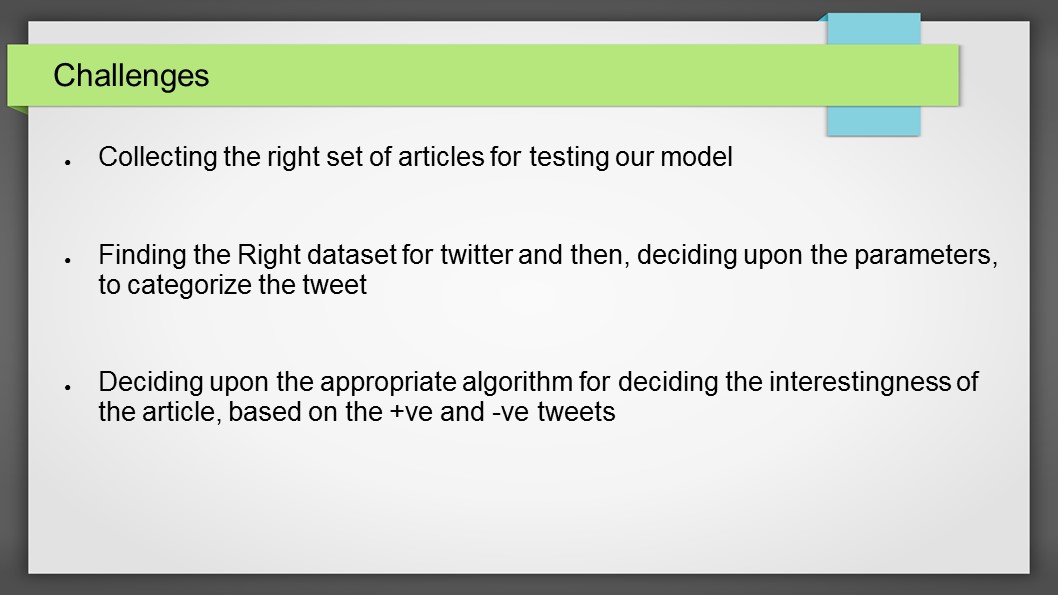 Challenges
● Collecting the right set of articles for testing our model
● Finding the Right dataset for twitter and then, deciding upon the parameters,
to categorize the tweet
● Deciding upon the appropriate algorithm for deciding the interestingness of
the article, based on the +ve and -ve tweets